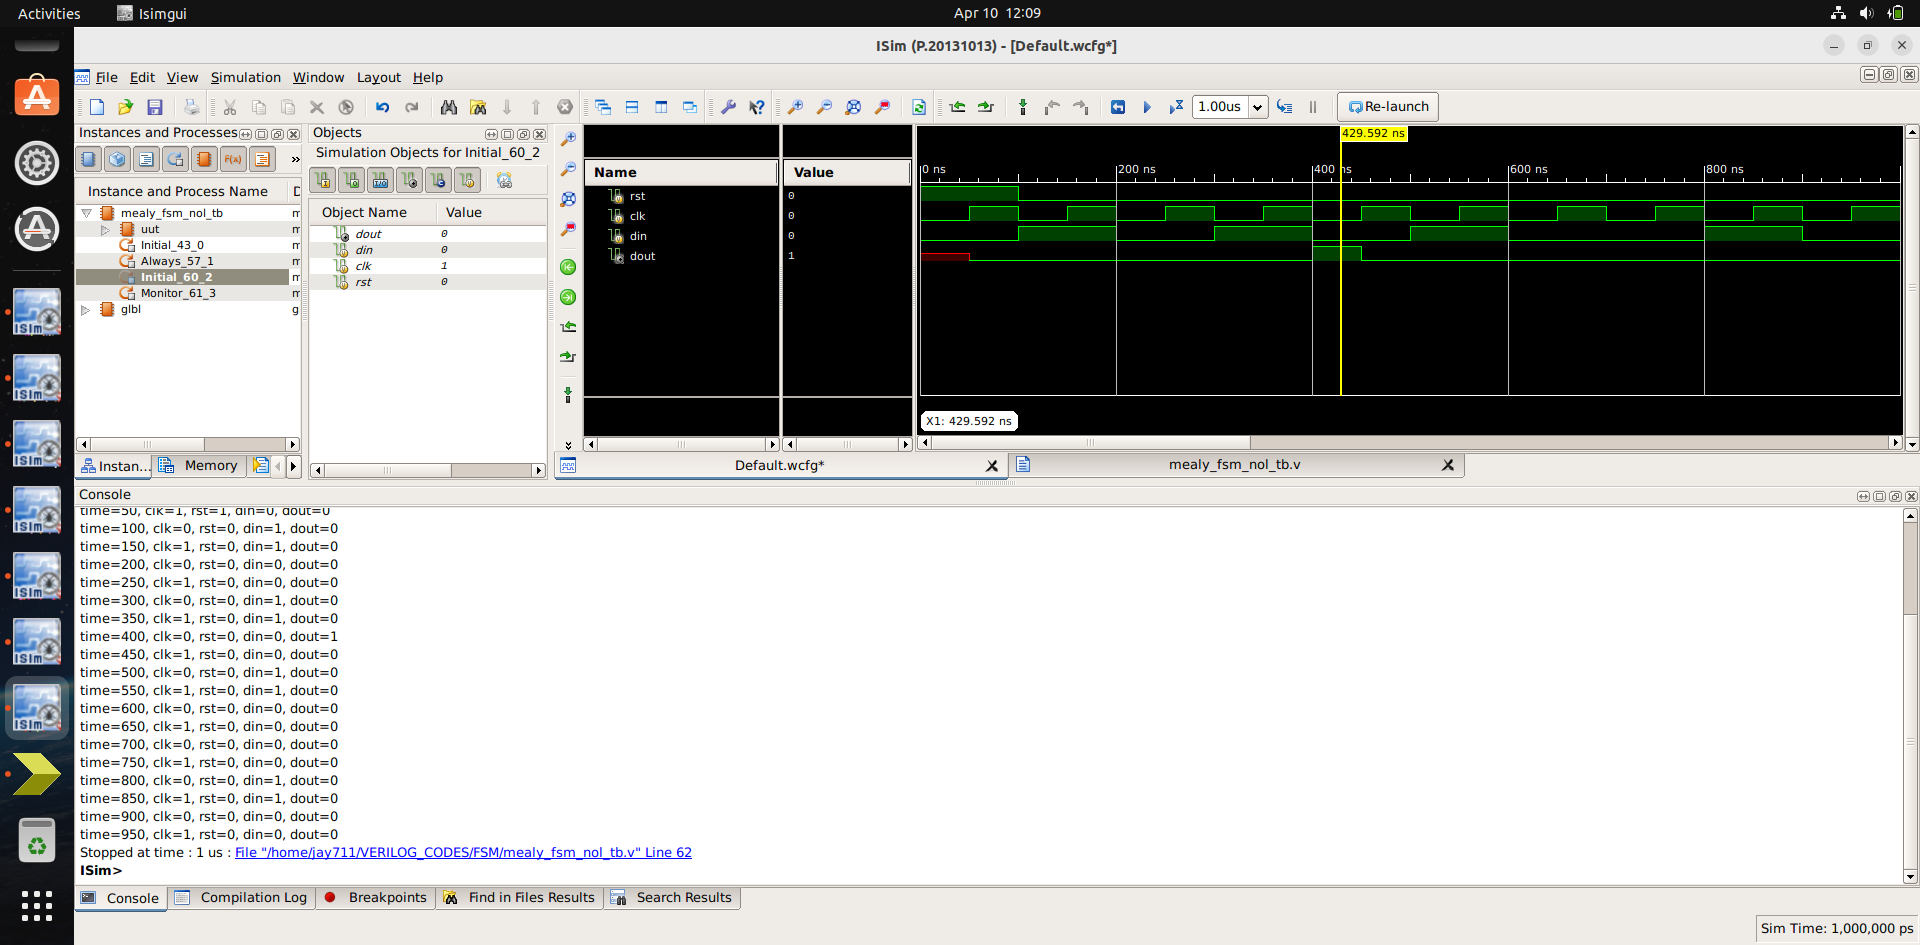 Activities
Isimgui
Apr 10 12:09
ISim (P.20131013) - [Default.wcfg*]
File Edit View Simulation Window Layout Help
1.00us
Re-launch
Instances and Processes
F(x)
»
Instance and Process Name
mealy_fsm_nol_tb
uut
Initial_43_0
Always_57_1
Initial_60_2
Monitor_61_3
glbl
Instan...
Memory
Objects
Simulation Objects for Initial_60_2
Object Name Value
dout 0
din 0
clk 1
rst 0
Name Value
rst 0
clk 0
din 0
dout 1
429.592 ns
0 ns 200 ns 400 ns 600 ns 800 ns
X1: 429.592 ns
Default.wcfg*
mealy_fsm_nol_tb.v
Console
time=50, clk=1, rst=1, din=0, dout=0
time=100, clk=0, rst=0, din=1, dout=0
time=150, clk=1, rst=0, din=1, dout=0
time=200, clk=0, rst=0, din=0, dout=0
time=250, clk=1, rst=0, din=0, dout=0
time=300, clk=0, rst=0, din=1, dout=0
time=350, clk=1, rst=0, din=1, dout=0
time=400, clk=0, rst=0, din=0, dout=1
time=450, clk=1, rst=0, din=0, dout=0
time=500, clk=0, rst=0, din=1, dout=0
time=550, clk=1, rst=0, din=1, dout=0
time=600, clk=0, rst=0, din=0, dout=0
time=650, clk=1, rst=0, din=0, dout=0
time=700, clk=0, rst=0, din=0, dout=0
time=750, clk=1, rst=0, din=0, dout=0
time=800, clk=0, rst=0, din=1, dout=0
time=850, clk=1, rst=0, din=1, dout=0
time=900, clk=0, rst=0, din=0, dout=0
time=950, clk=1, rst=0, din=0, dout=0
Stopped at time : 1 us : File "/home/jay711/VERILOG_CODES/FSM/mealy_fsm_nol_tb.v" Line 62
ISim>
Console
Compilation Log
Breakpoints
Find in Files Results
Search Results
Sim Time: 1,000,000 ps
ISim
ISim
ISim
ISim
ISim
ISim
ISim